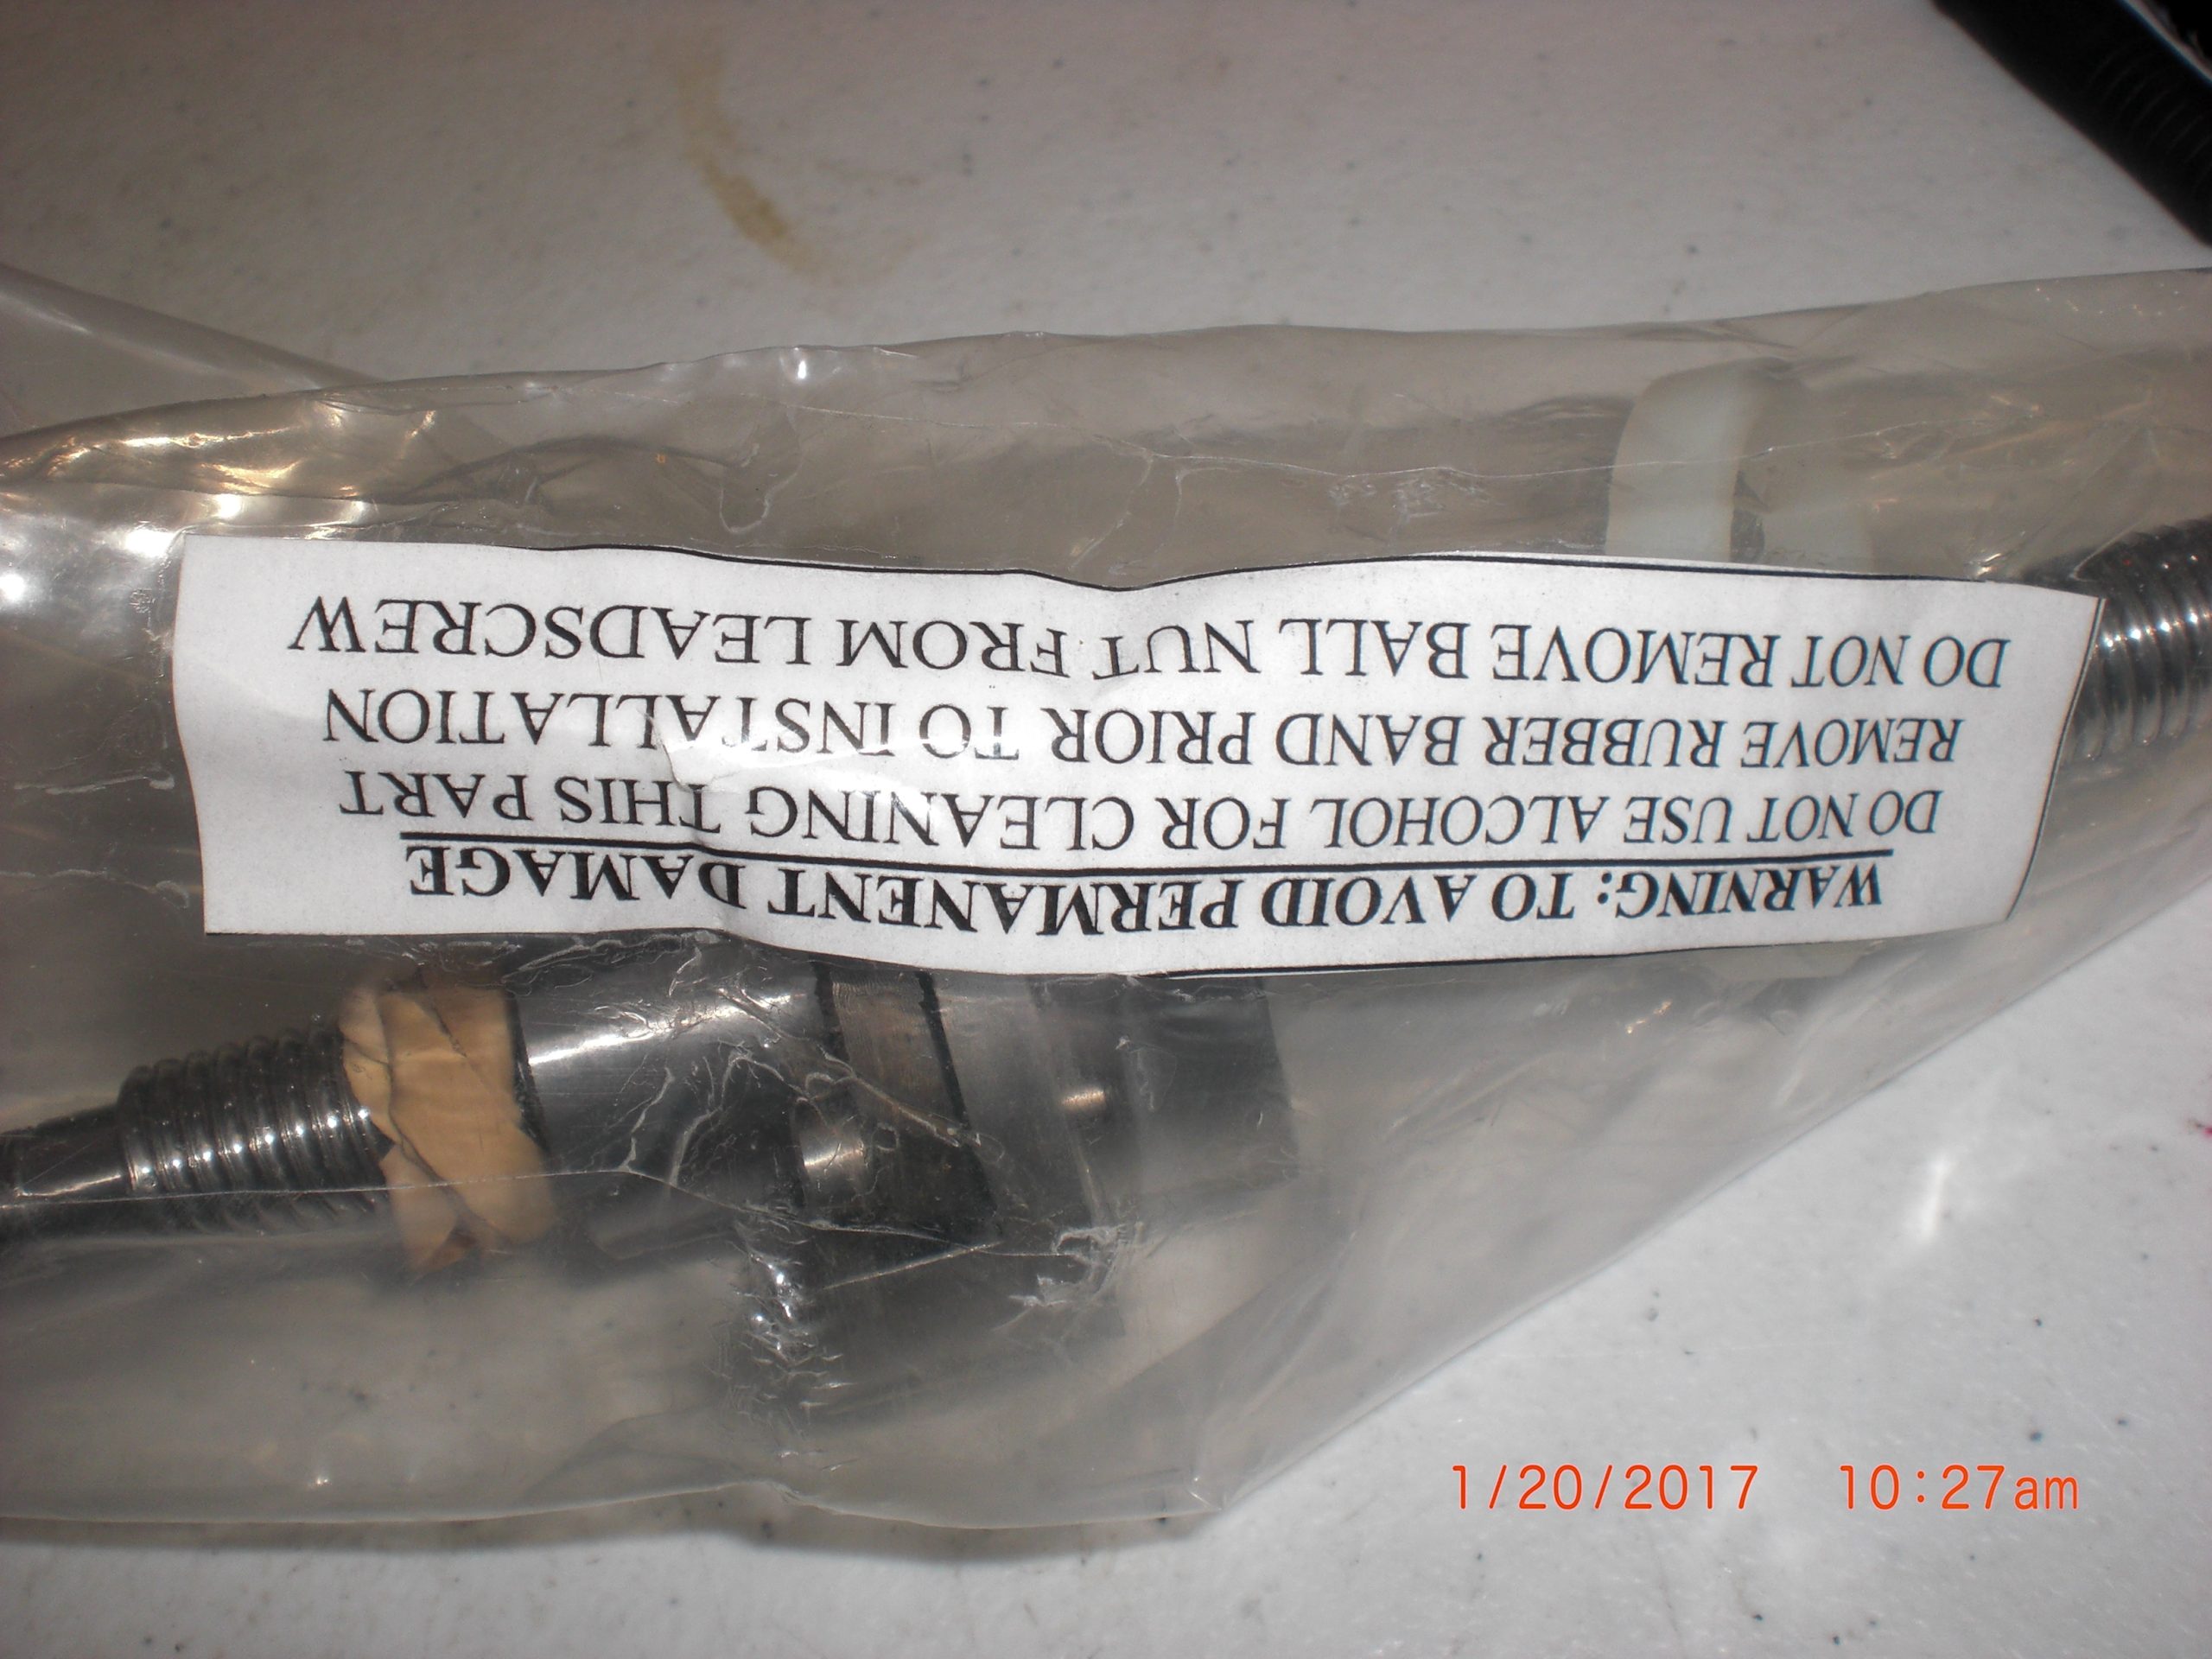 WARNING: TO AVOID PERMANENT DAMAGE
DO NOT USE ALCOHOL FOR CLEANING THIS PART
REMOVE RUBBER BAND PRIOR TO INSTALLATION
DO NOT REMOVE BALL NUT FROM LEADSCREW
1/20/2017 10:27am